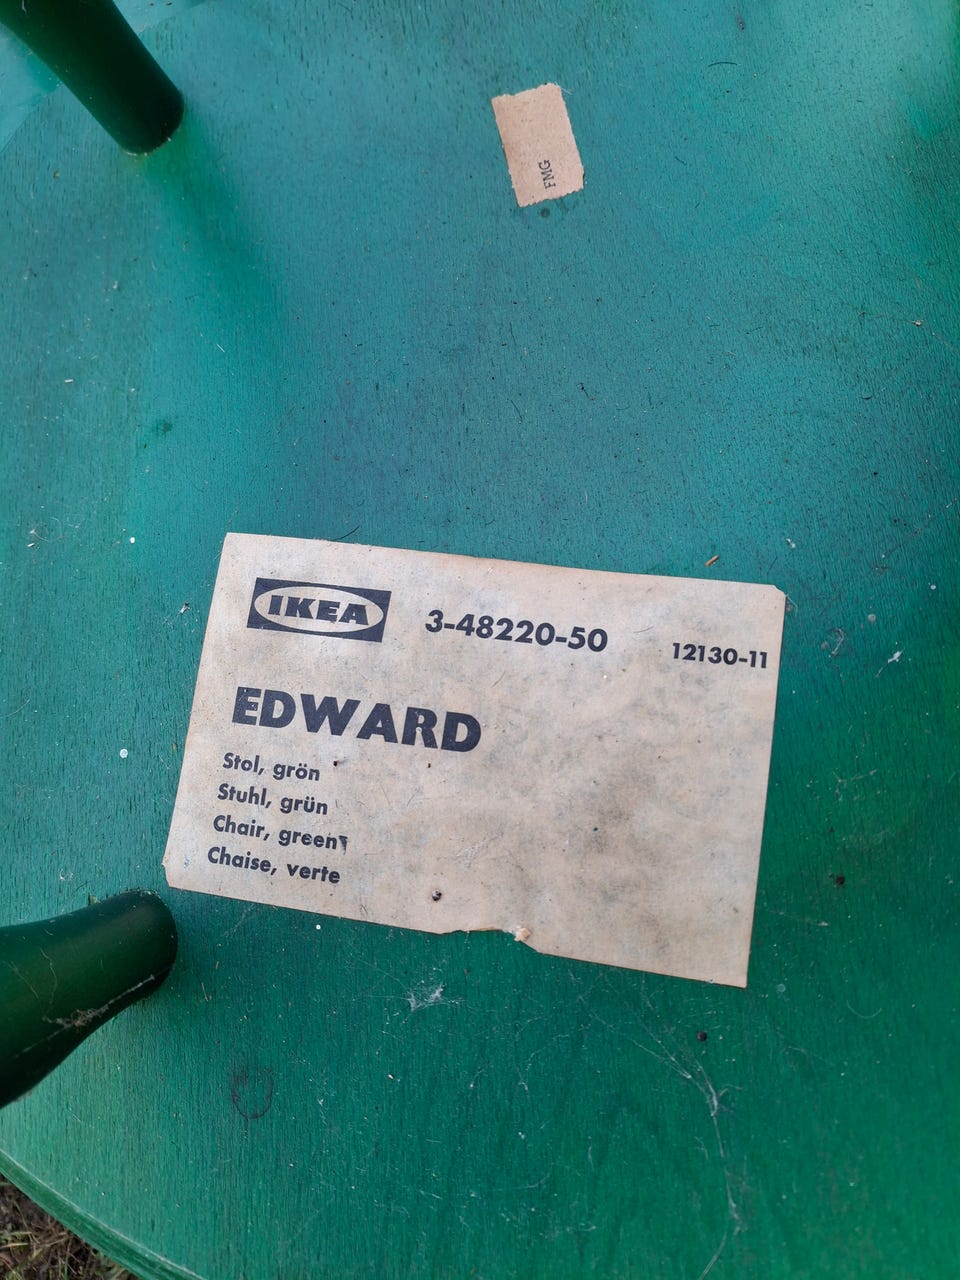 FMG
IKEA 3-48220-50 12130-11
EDWARD
Stol, grön
Stuhl, grün
Chair, green
Chaise, verte